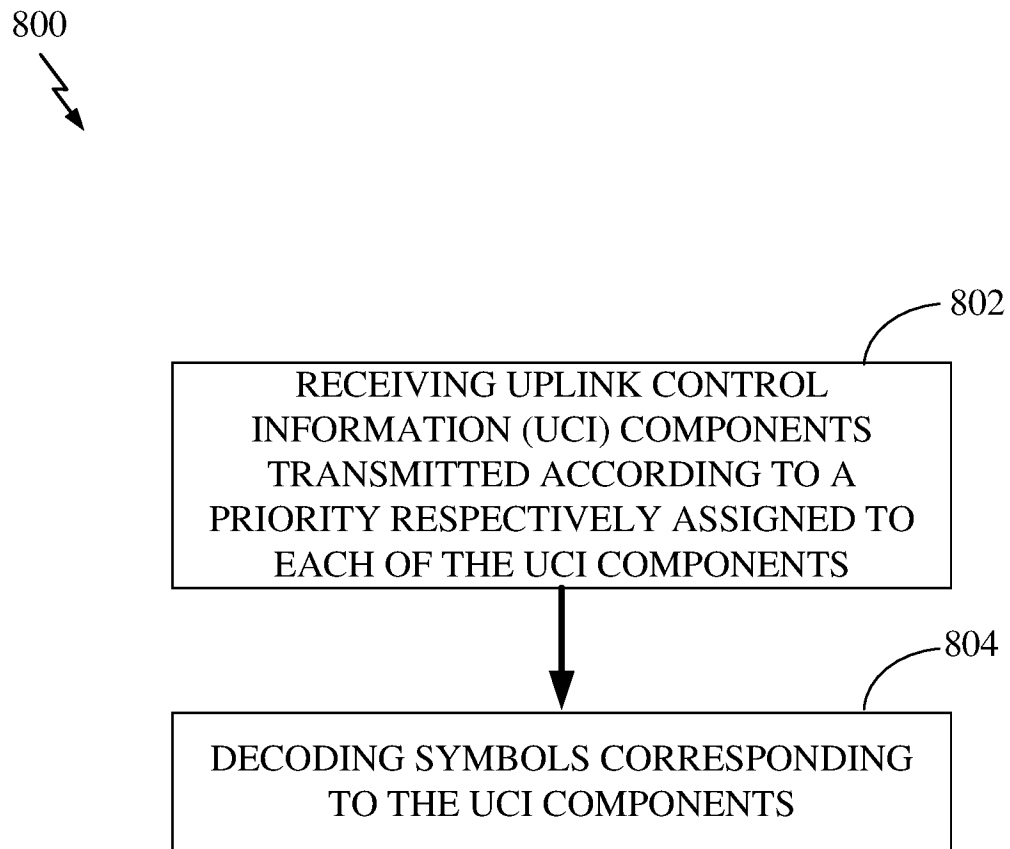 800
802
RECEIVING UPLINK CONTROL
INFORMATION (UCI) COMPONENTS
TRANSMITTED ACCORDING TO A
PRIORITY RESPECTIVELY ASSIGNED TO
EACH OF THE UCI COMPONENTS
804
DECODING SYMBOLS CORRESPONDING
TO THE UCI COMPONENTS